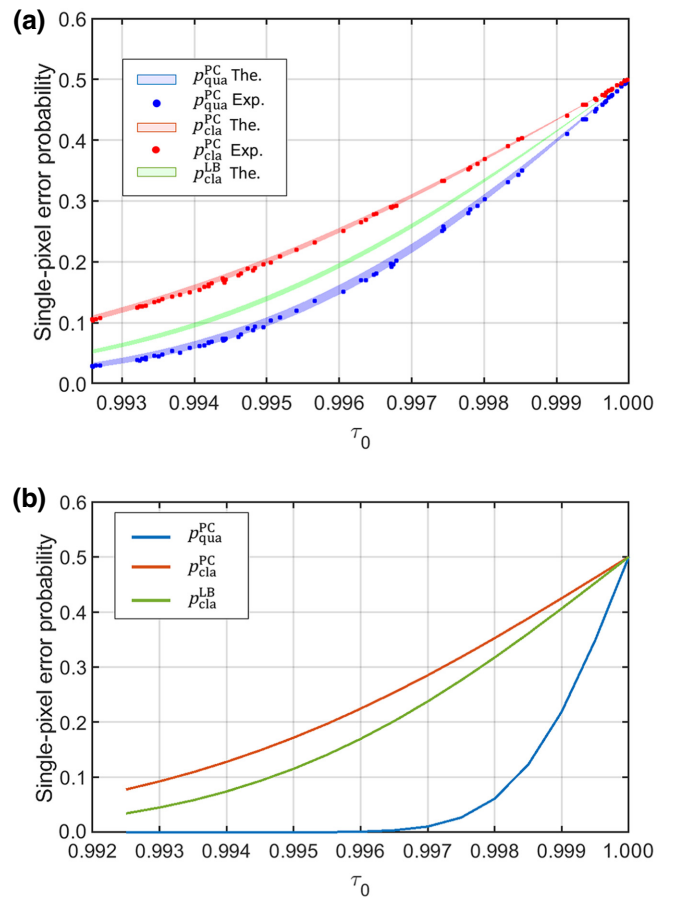 (a)
0.6
0.5
0.4
0.3
0.2
0.1
0.0
Single-pixel error probability
p_qua^PC The.
p_qua^PC Exp.
p_cla^PC The.
p_cla^PC Exp.
p_cla^LB The.
0.993 0.994 0.995 0.996 0.997 0.998 0.999 1.000
τ_0
(b)
0.6
0.5
0.4
0.3
0.2
0.1
0.0
Single-pixel error probability
p_qua^PC
p_cla^PC
p_cla^LB
0.992 0.993 0.994 0.995 0.996 0.997 0.998 0.999 1.000
τ_0